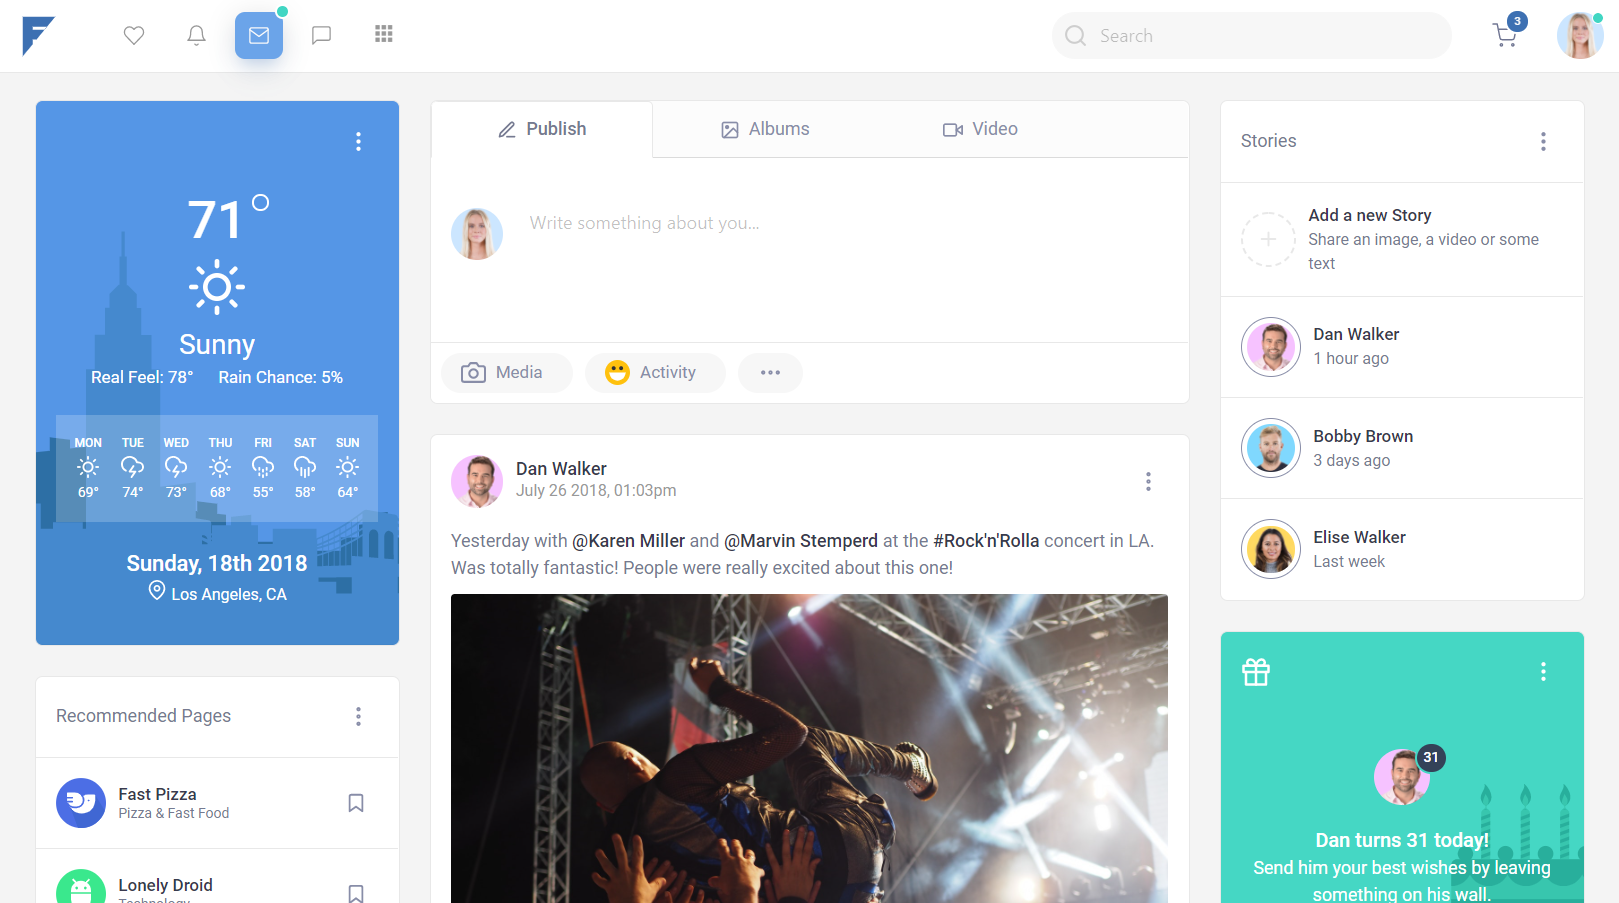 Search
3
71°
Sunny
Real Feel: 78° Rain Chance: 5%
MON TUE WED THU FRI SAT SUN
69° 74° 73° 68° 55° 58° 64°
Sunday, 18th 2018
Los Angeles, CA
Recommended Pages
Fast Pizza
Pizza & Fast Food
Lonely Droid
Technology
Publish Albums Video
Write something about you...
Media Activity
Dan Walker
July 26 2018, 01:03pm
Yesterday with @Karen Miller and @Marvin Stemperd at the #Rock'n'Rolla concert in LA.
Was totally fantastic! People were really excited about this one!
Stories
Add a new Story
Share an image, a video or some
text
Dan Walker
1 hour ago
Bobby Brown
3 days ago
Elise Walker
Last week
31
Dan turns 31 today!
Send him your best wishes by leaving
something on his wall.